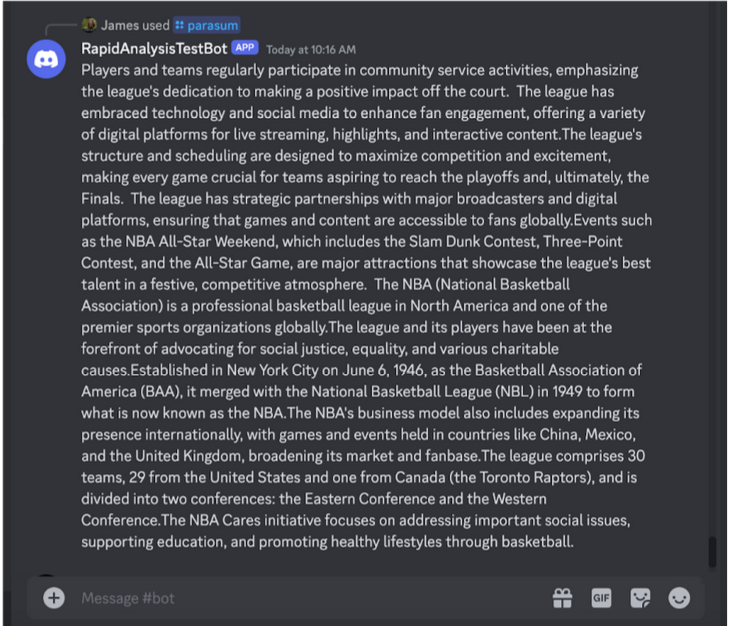 James used parasum
RapidAnalysisTestBot APP Today at 10:16 AM
Players and teams regularly participate in community service activities, emphasizing
the league's dedication to making a positive impact off the court.  The league has
embraced technology and social media to enhance fan engagement, offering a variety
of digital platforms for live streaming, highlights, and interactive content.The league's
structure and scheduling are designed to maximize competition and excitement,
making every game crucial for teams aspiring to reach the playoffs and, ultimately, the
Finals.  The league has strategic partnerships with major broadcasters and digital
platforms, ensuring that games and content are accessible to fans globally.Events such
as the NBA All-Star Weekend, which includes the Slam Dunk Contest, Three-Point
Contest, and the All-Star Game, are major attractions that showcase the league's best
talent in a festive, competitive atmosphere.  The NBA (National Basketball
Association) is a professional basketball league in North America and one of the
premier sports organizations globally.The league and its players have been at the
forefront of advocating for social justice, equality, and various charitable
causes.Established in New York City on June 6, 1946, as the Basketball Association of
America (BAA), it merged with the National Basketball League (NBL) in 1949 to form
what is now known as the NBA.The NBA's business model also includes expanding its
presence internationally, with games and events held in countries like China, Mexico,
and the United Kingdom, broadening its market and fanbase.The league comprises 30
teams, 29 from the United States and one from Canada (the Toronto Raptors), and is
divided into two conferences: the Eastern Conference and the Western
Conference.The NBA Cares initiative focuses on addressing important social issues,
supporting education, and promoting healthy lifestyles through basketball.
Message #bot GIF